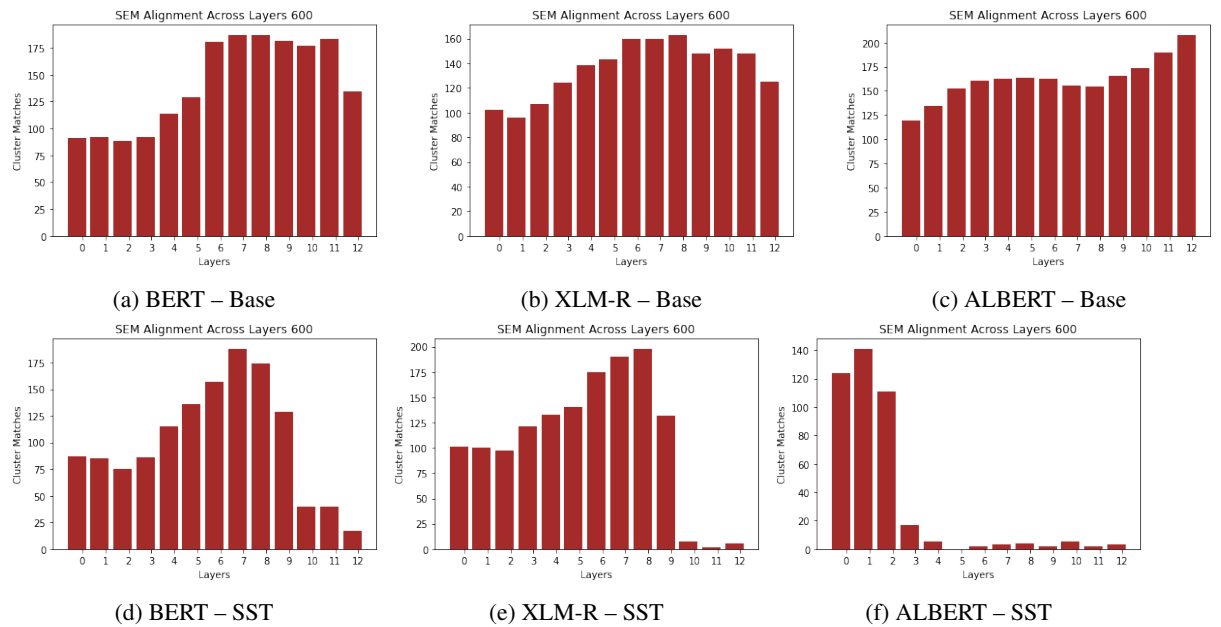 SEM Alignment Across Layers 600
Cluster Matches
175
150
125
100
75
50
25
0
0 1 2 3 4 5 6 7 8 9 10 11 12
Layers
(a) BERT – Base
SEM Alignment Across Layers 600
Cluster Matches
160
140
120
100
80
60
40
20
0
0 1 2 3 4 5 6 7 8 9 10 11 12
Layers
(b) XLM-R – Base
SEM Alignment Across Layers 600
Cluster Matches
200
175
150
125
100
75
50
25
0
0 1 2 3 4 5 6 7 8 9 10 11 12
Layers
(c) ALBERT – Base
SEM Alignment Across Layers 600
Cluster Matches
175
150
125
100
75
50
25
0
0 1 2 3 4 5 6 7 8 9 10 11 12
Layers
(d) BERT – SST
SEM Alignment Across Layers 600
Cluster Matches
200
175
150
125
100
75
50
25
0
0 1 2 3 4 5 6 7 8 9 10 11 12
Layers
(e) XLM-R – SST
SEM Alignment Across Layers 600
Cluster Matches
140
120
100
80
60
40
20
0
0 1 2 3 4 5 6 7 8 9 10 11 12
Layers
(f) ALBERT – SST